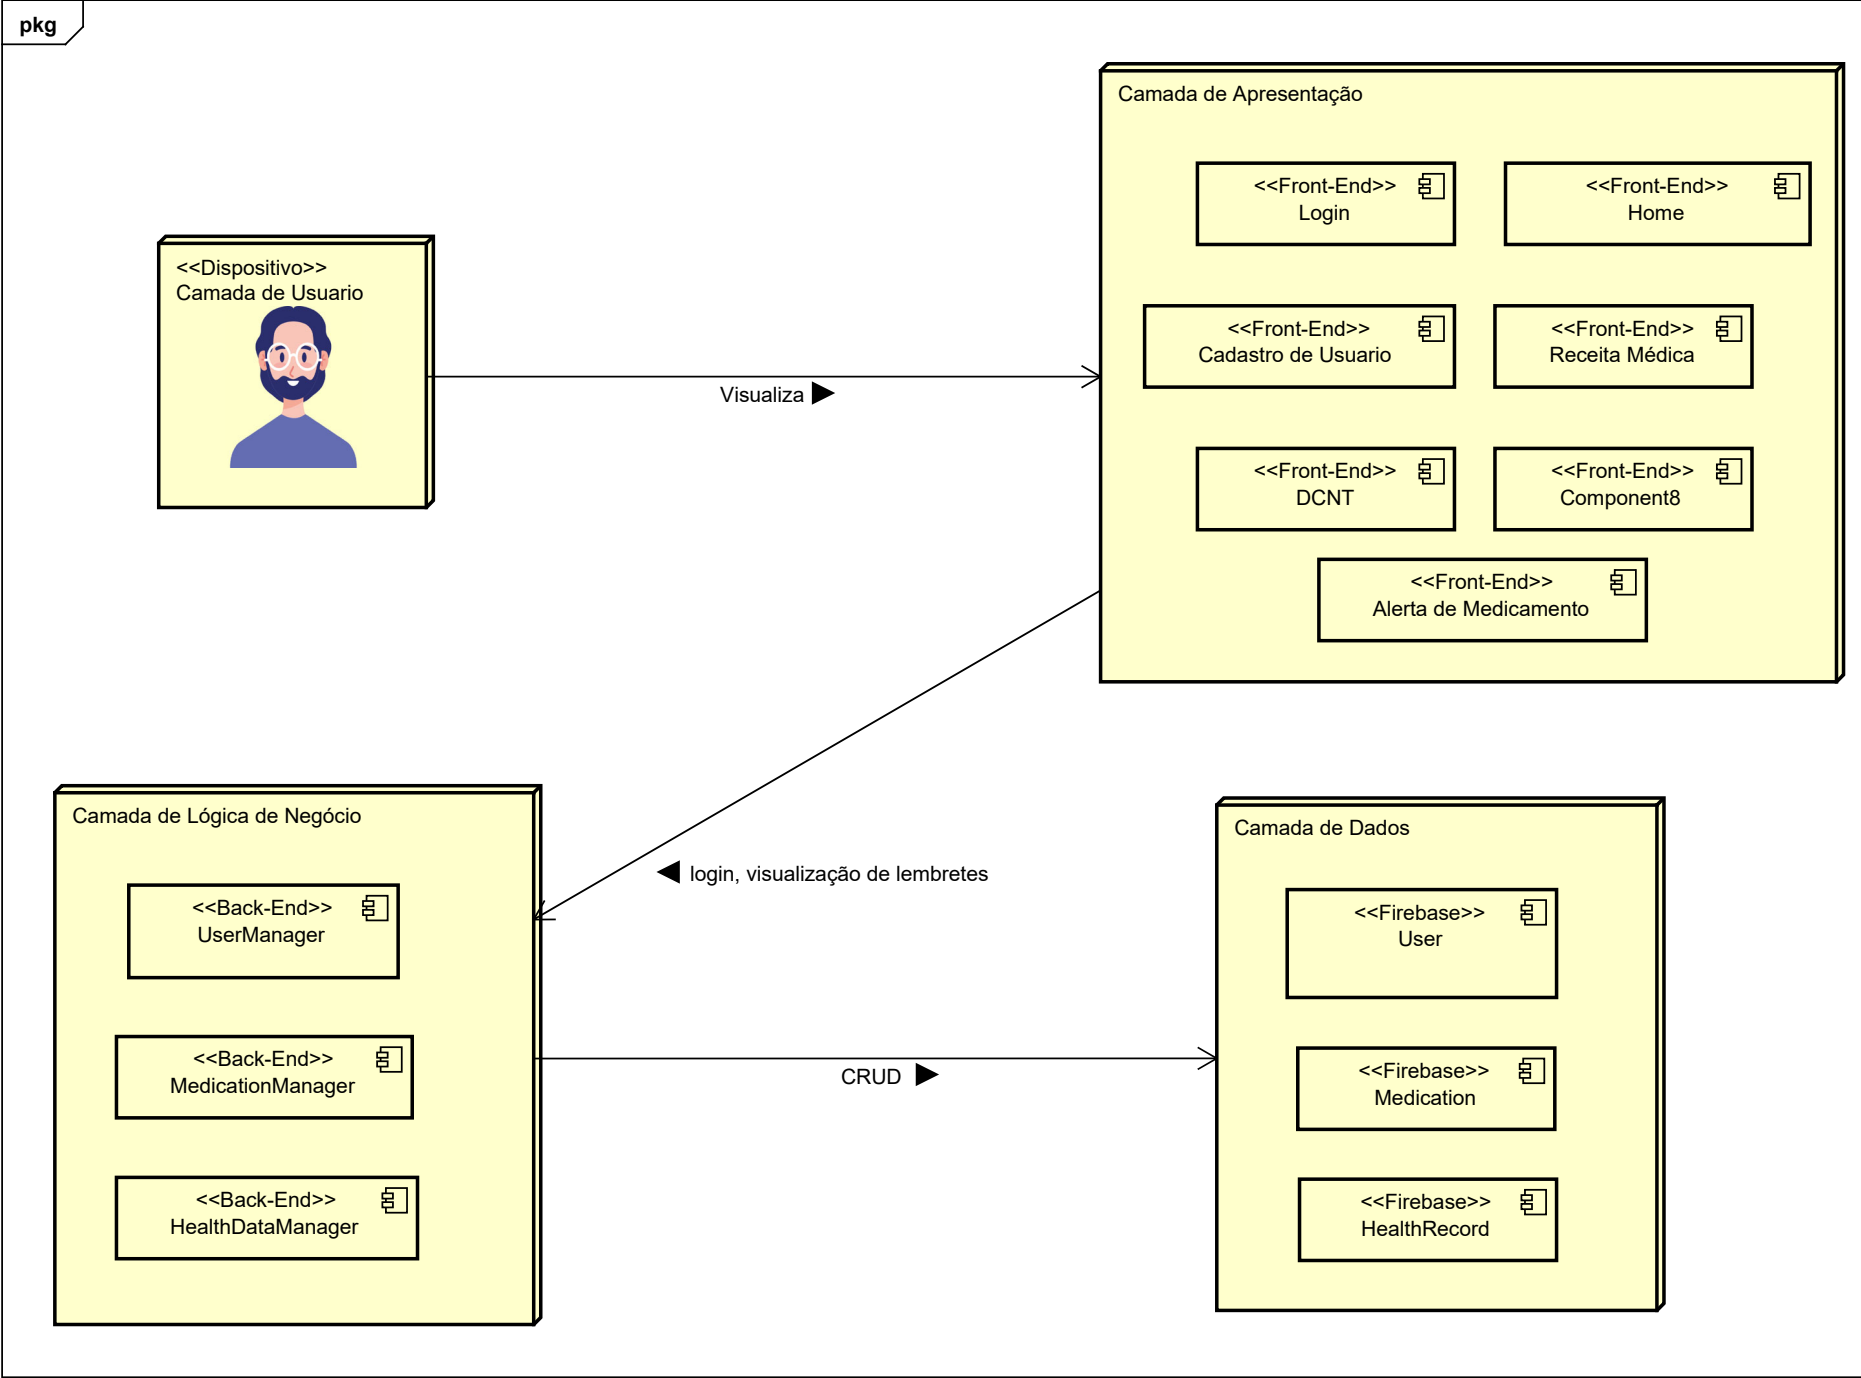 pkg
Camada de Apresentação
<<Front-End>>
Login
<<Front-End>>
Home
<<Dispositivo>>
Camada de Usuario
<<Front-End>>
Cadastro de Usuario
<<Front-End>>
Receita Médica
Visualiza
<<Front-End>>
DCNT
<<Front-End>>
Component8
<<Front-End>>
Alerta de Medicamento
Camada de Lógica de Negócio
login, visualização de lembretes
<<Back-End>>
UserManager
<<Back-End>>
MedicationManager
<<Back-End>>
HealthDataManager
CRUD
Camada de Dados
<<Firebase>>
User
<<Firebase>>
Medication
<<Firebase>>
HealthRecord